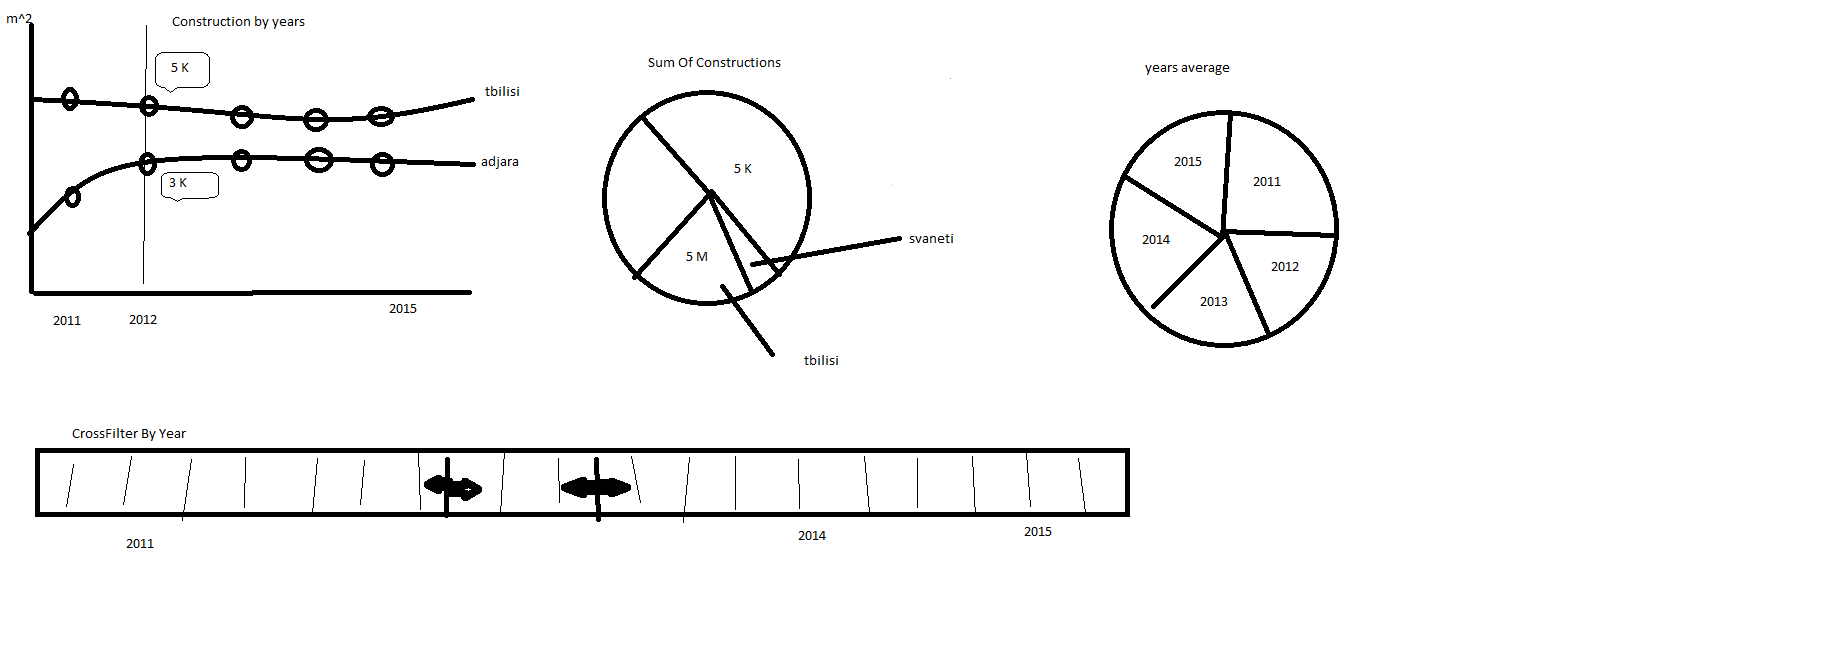 m^2
Construction by years
5 K
tbilisi
adjara
3 K
2011
2012
2015
Sum Of Constructions
5 K
svaneti
5 M
tbilisi
years average
2015
2011
2014
2012
2013
CrossFilter By Year
2011
2014
2015